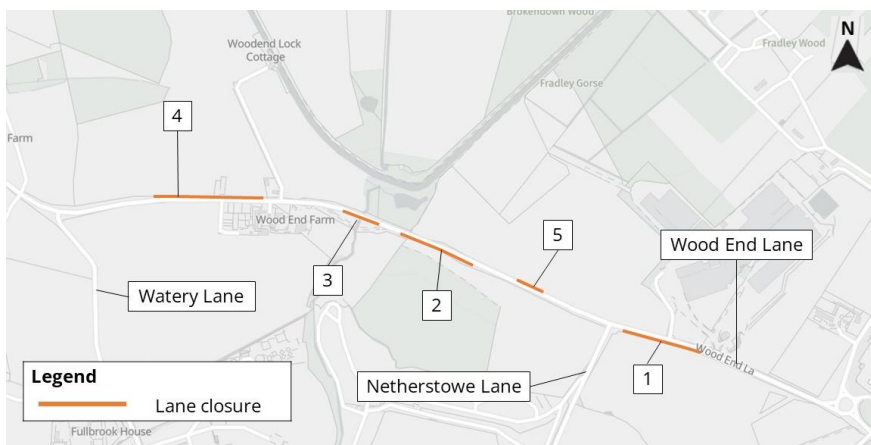 Brokendown Wood
N
Woodend Lock
Cottage
Fradley Wood
Fradley Gorse
4
Farm
Wood End Farm
5
Wood End Lane
3
Watery Lane
2
Wood End La
Legend
Lane closure
Netherstowe Lane
1
Fullbrook House